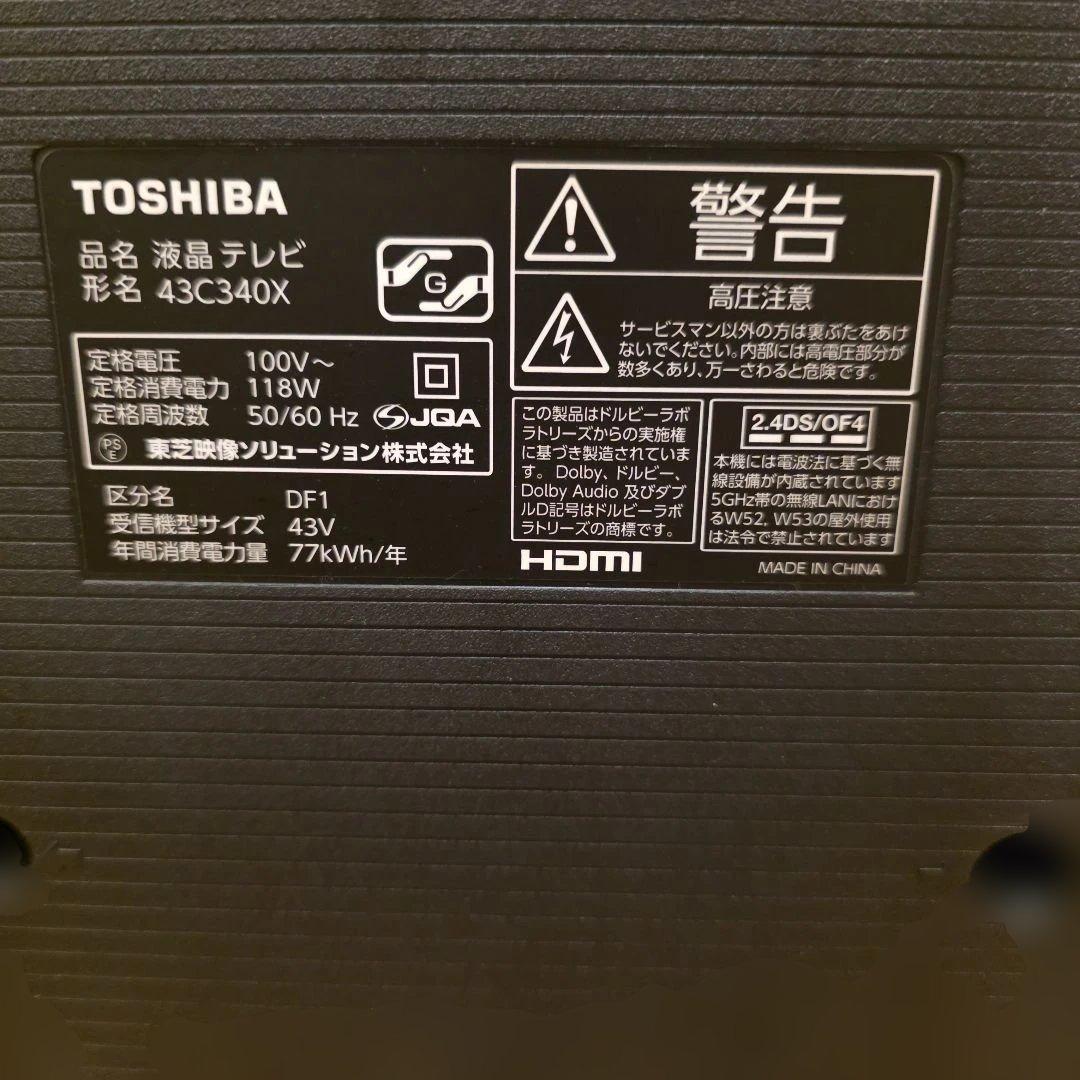 TOSHIBA
品名 液晶テレビ
形名 43C340X
G
定格電圧 100V～
定格消費電力 118W
定格周波数 50/60 Hz JQA
PS
E
東芝映像ソリューション株式会社
区分名 DF1
受信機型サイズ 43V
年間消費電力量 77kWh/年
警告
高圧注意
サービスマン以外の方は裏ぶたをあけ
ないでください。内部には高電圧部分が
数多くあり、万一さわると危険です。
この製品はドルビーラボ
ラトリーズからの実施権
に基づき製造されていま
す。Dolby、ドルビー、
Dolby Audio 及びダブ
ルD記号はドルビーラボ
ラトリーズの商標です。
HDMI
2.4DS/OF4
本機には電波法に基づく無
線設備が内蔵されています
5GHz帯の無線LANにおけ
るW52, W53の屋外使用
は法令で禁止されています
MADE IN CHINA